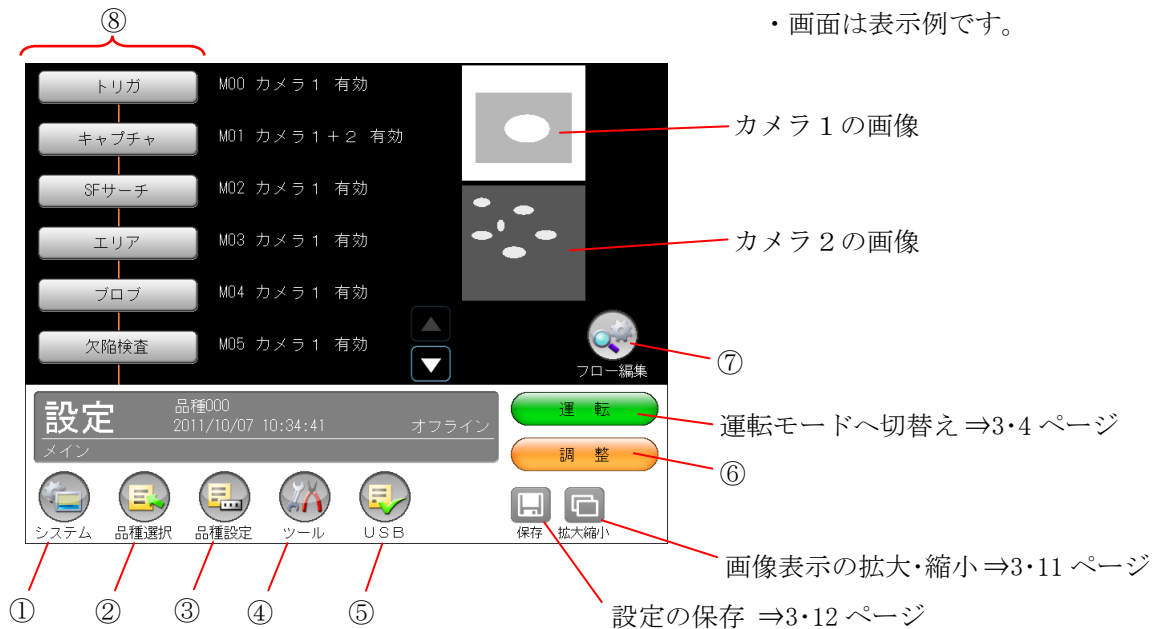 ⑧
・画面は表示例です。
トリガ M00 カメラ1 有効
キャプチャ M01 カメラ1+2 有効
カメラ1の画像
SFサーチ M02 カメラ1 有効
エリア M03 カメラ1 有効
カメラ2の画像
ブロブ M04 カメラ1 有効
欠陥検査 M05 カメラ1 有効
フロー編集
⑦
設定
品種000
2011/10/07 10:34:41
オフライン
メイン
運転
運転モードへ切替え⇒3・4 ページ
調整
⑥
システム 品種選択 品種設定 ツール USB
保存 拡大縮小
画像表示の拡大・縮小⇒3・11 ページ
① ② ③ ④ ⑤
設定の保存 ⇒3・12 ページ